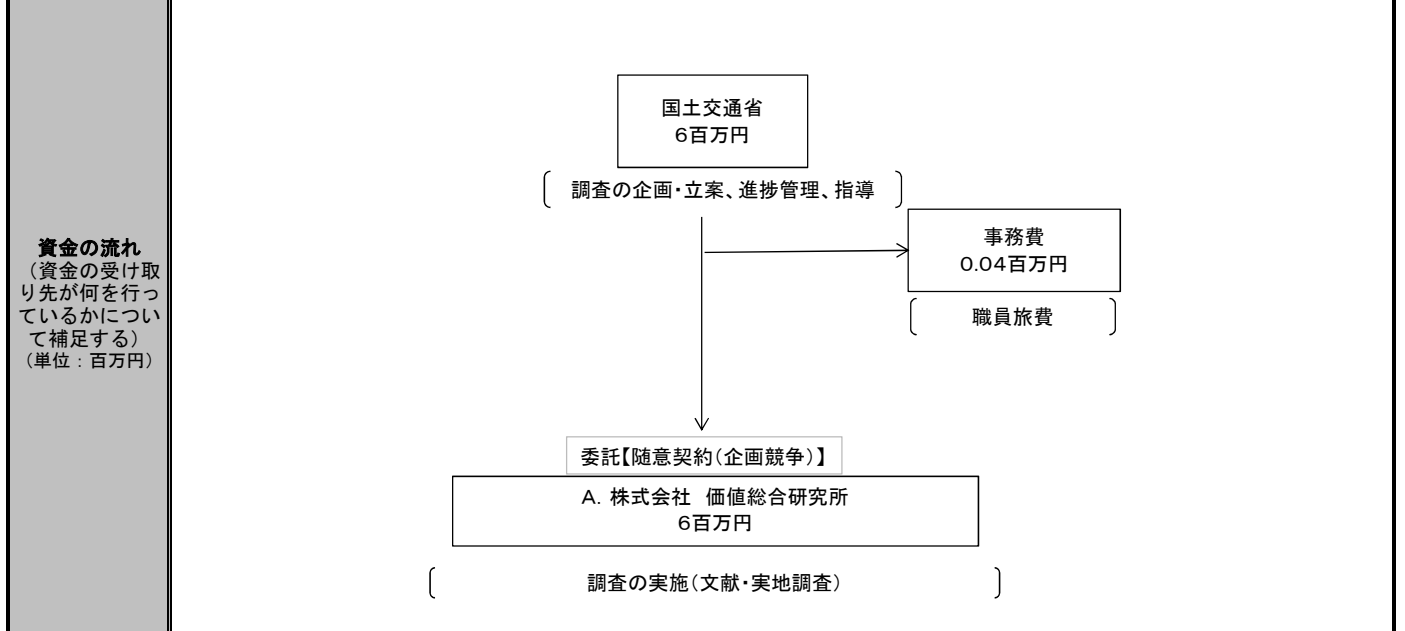 資金の流れ
（資金の受け取
り先が何を行っ
ているかについ
て補足する）
（単位：百万円）
国土交通省
６百万円
調査の企画・立案、進捗管理、指導
事務費
０．０４百万円
職員旅費
委託【随意契約（企画競争）】
Ａ．株式会社　価値総合研究所
６百万円
調査の実施（文献・実地調査）